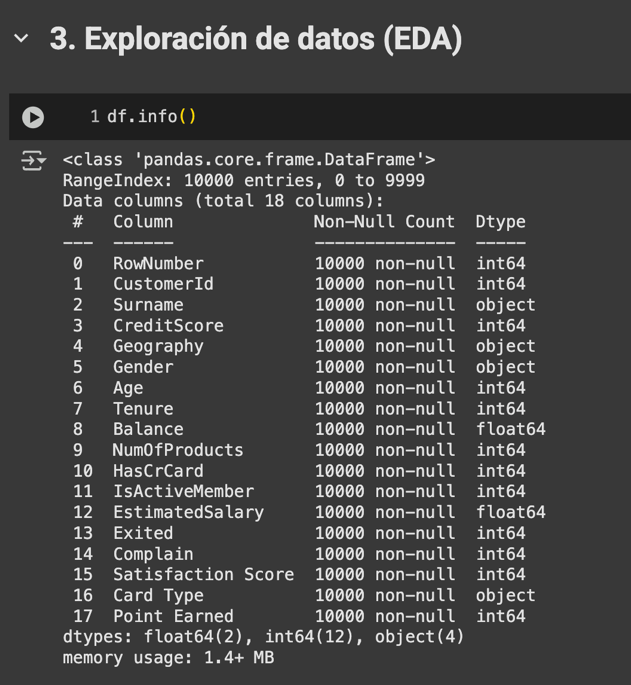 3. Exploración de datos (EDA)
1 df.info()
<class 'pandas.core.frame.DataFrame'>
RangeIndex: 10000 entries, 0 to 9999
Data columns (total 18 columns):
 #   Column              Non-Null Count  Dtype
---  ------              --------------  -----
 0   RowNumber           10000 non-null  int64
 1   CustomerId          10000 non-null  int64
 2   Surname             10000 non-null  object
 3   CreditScore         10000 non-null  int64
 4   Geography           10000 non-null  object
 5   Gender              10000 non-null  object
 6   Age                 10000 non-null  int64
 7   Tenure              10000 non-null  int64
 8   Balance             10000 non-null  float64
 9   NumOfProducts       10000 non-null  int64
 10  HasCrCard           10000 non-null  int64
 11  IsActiveMember      10000 non-null  int64
 12  EstimatedSalary     10000 non-null  float64
 13  Exited              10000 non-null  int64
 14  Complain            10000 non-null  int64
 15  Satisfaction Score  10000 non-null  int64
 16  Card Type           10000 non-null  object
 17  Point Earned        10000 non-null  int64
dtypes: float64(2), int64(12), object(4)
memory usage: 1.4+ MB